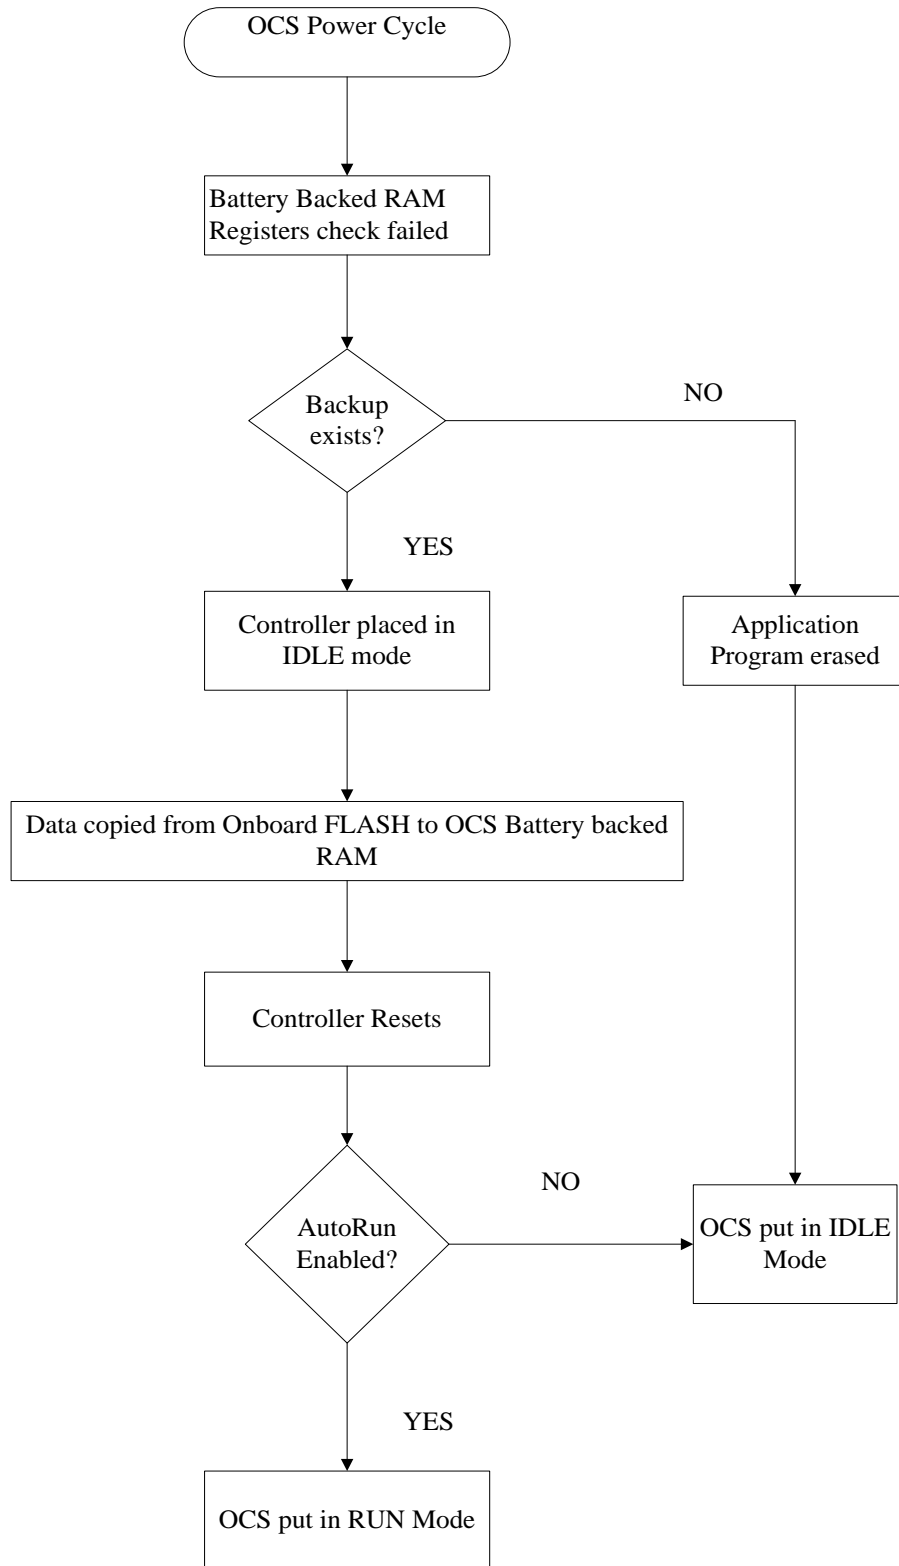 OCS Power Cycle
Battery Backed RAM
Registers check failed
Backup
exists?
NO
YES
Controller placed in
IDLE mode
Application
Program erased
Data copied from Onboard FLASH to OCS Battery backed
RAM
Controller Resets
AutoRun
Enabled?
NO
OCS put in IDLE
Mode
YES
OCS put in RUN Mode